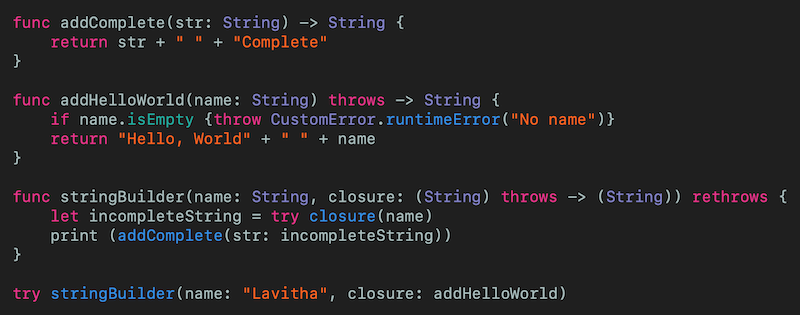 func addComplete(str: String) -> String {
    return str + " " + "Complete"
}
func addHelloWorld(name: String) throws -> String {
    if name.isEmpty {throw CustomError.runtimeError("No name")}
    return "Hello, World" + " " + name
}
func stringBuilder(name: String, closure: (String) throws -> (String)) rethrows {
    let incompleteString = try closure(name)
    print (addComplete(str: incompleteString))
}
try stringBuilder(name: "Lavitha", closure: addHelloWorld)